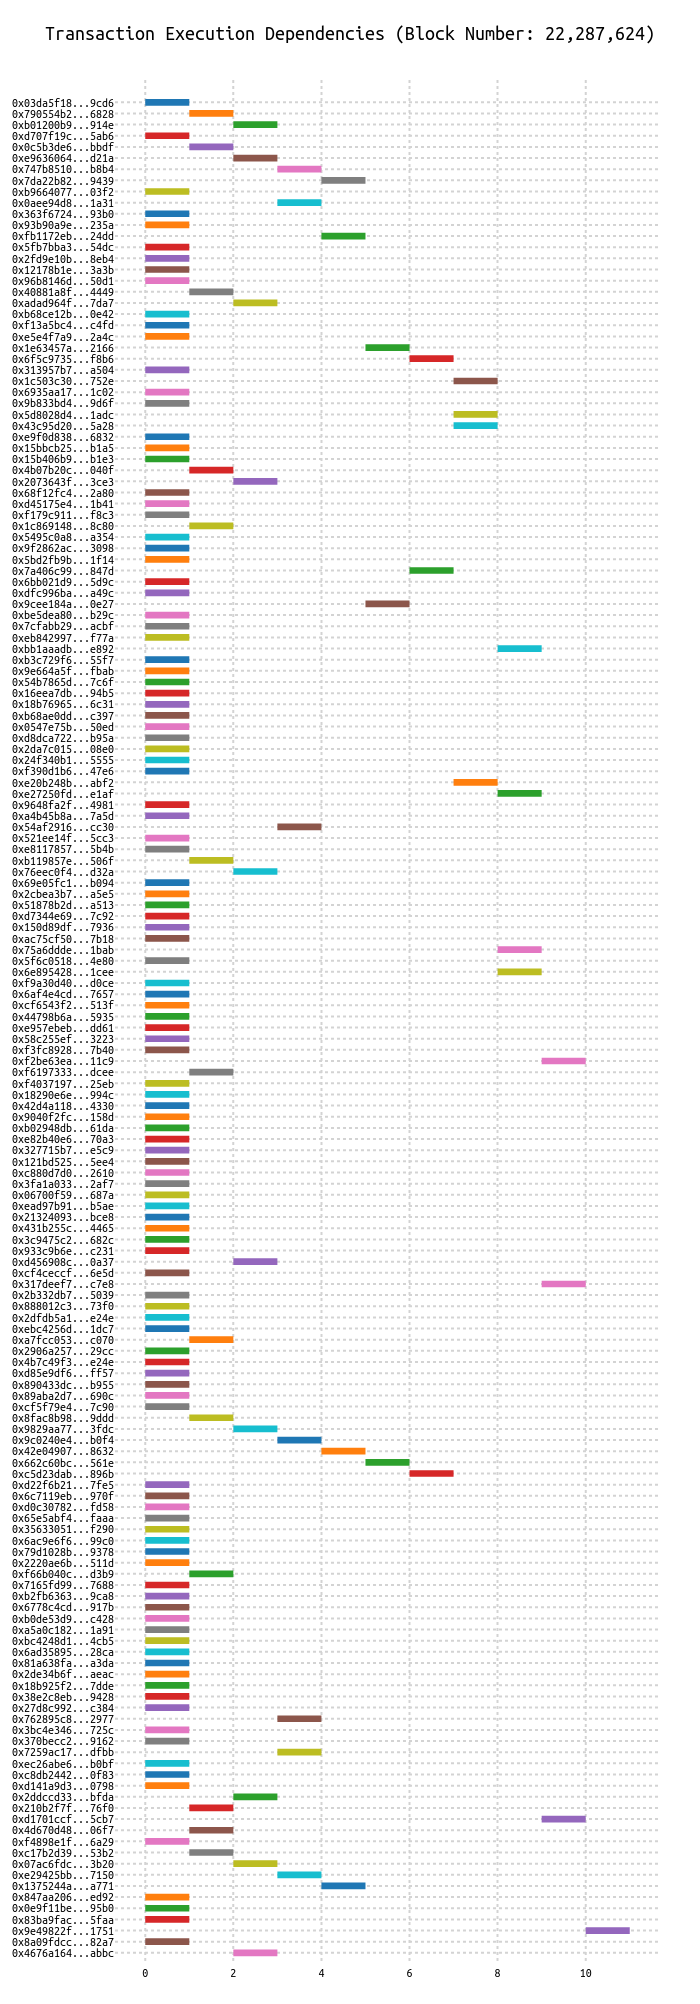 Transaction Execution Dependencies (Block Number: 22,287,624)
0x03da5f18...9cd6
0x790554b2...6828
0xb01200b9...914e
0xd707f19c...5ab6
0x0c5b3de6...bbdf
0xe9636064...d21a
0x747b8510...b8b4
0x7da22b82...9439
0xb9664077...03f2
0x0aee94d8...1a31
0x363f6724...93b0
0x93b90a9e...235a
0xfb1172eb...24dd
0x5fb7bba3...54dc
0x2fd9e10b...8eb4
0x12178b1e...3a3b
0x96b8146d...50d1
0x40881a8f...4449
0xadad964f...7da7
0xb68ce12b...0e42
0xf13a5bc4...c4fd
0xe5e4f7a9...2a4c
0x1e63457a...2166
0x6f5c9735...f8b6
0x313957b7...a504
0x1c503c30...752e
0x6935aa17...1c02
0x9b833bd4...9d6f
0x5d8028d4...1adc
0x43c95d20...5a28
0xe9f0d838...6832
0x15bbcb25...b1a5
0x15b406b9...b1e3
0x4b07b20c...040f
0x2073643f...3ce3
0x68f12fc4...2a80
0xd45175e4...1b41
0xf179c911...f8c3
0x1c869148...8c80
0x5495c0a8...a354
0x9f2862ac...3098
0x5bd2fb9b...1f14
0x7a406c99...847d
0x6bb021d9...5d9c
0xdfc996ba...a49c
0x9cee184a...0e27
0xbe5dea80...b29c
0x7cfabb29...acbf
0xeb842997...f77a
0xbb1aaadb...e892
0xb3c729f6...55f7
0x9e664a5f...fbab
0x54b7865d...7c6f
0x16eea7db...94b5
0x18b76965...6c31
0xb68ae0dd...c397
0x0547e75b...50ed
0xd8dca722...b95a
0x2da7c015...08e0
0x24f340b1...5555
0xf390d1b6...47e6
0xe20b248b...abf2
0xe27250fd...e1af
0x9648fa2f...4981
0xa4b45b8a...7a5d
0x54af2916...cc30
0x521ee14f...5cc3
0xe8117857...5b4b
0xb119857e...506f
0x76eec0f4...d32a
0x69e05fc1...b094
0x2cbea3b7...a5e5
0x51878b2d...a513
0xd7344e69...7c92
0x150d89df...7936
0xac75cf50...7b18
0x75a6ddde...1bab
0x5f6c0518...4e80
0x6e895428...1cee
0xf9a30d40...d0ce
0x6af4e4cd...7657
0xcf6543f2...513f
0x44798b6a...5935
0xe957ebeb...dd61
0x58c255ef...3223
0xf3fc8928...7b40
0xf2be63ea...11c9
0xf6197333...dcee
0xf4037197...25eb
0x18290e6e...994c
0x42d4a118...4330
0x9040f2fc...158d
0xb02948db...61da
0xe82b40e6...70a3
0x327715b7...e5c9
0x121bd525...5ee4
0xc880d7d0...2610
0x3fa1a033...2af7
0x06700f59...687a
0xead97b91...b5ae
0x21324093...bce8
0x431b255c...4465
0x3c9475c2...682c
0x933c9b6e...c231
0xd456908c...0a37
0xcf4ceccf...6e5d
0x317deef7...c7e8
0x2b332db7...5039
0x888012c3...73f0
0x2dfdb5a1...e24e
0xebc4256d...1dc7
0xa7fcc053...c070
0x2906a257...29cc
0x4b7c49f3...e24e
0xd85e9df6...ff57
0x890433dc...b955
0x89aba2d7...690c
0xcf5f79e4...7c90
0x8fac8b98...9ddd
0x9829aa77...3fdc
0x9c0240e4...b0f4
0x42e04907...8632
0x662c60bc...561e
0xc5d23dab...896b
0xd22f6b21...7fe5
0x6c7119eb...970f
0xd0c30782...fd58
0x65e5abf4...faaa
0x35633051...f290
0x6ac9e6f6...99c0
0x79d1028b...9378
0x2220ae6b...511d
0xf66b040c...d3b9
0x7165fd99...7688
0xb2fb6363...9ca8
0x6778c4cd...917b
0xb0de53d9...c428
0xa5a0c182...1a91
0xbc4248d1...4cb5
0x6ad35895...28ca
0x81a638fa...a3da
0x2de34b6f...aeac
0x18b925f2...7dde
0x38e2c8eb...9428
0x27d8c992...c384
0x762895c8...2977
0x3bc4e346...725c
0x370becc2...9162
0x7259ac17...dfbb
0xec26abe6...b0bf
0xc8db2442...0f83
0xd141a9d3...0798
0x2ddccd33...bfda
0x210b2f7f...76f0
0xd1701ccf...5cb7
0x4d670d48...06f7
0xf4898e1f...6a29
0xc17b2d39...53b2
0x07ac6fdc...3b20
0xe29425bb...7150
0x1375244a...a771
0x847aa206...ed92
0x0e9f11be...95b0
0x83ba9fac...5faa
0x9e49822f...1751
0x8a09fdcc...82a7
0x4676a164...abbc
0 2 4 6 8 10